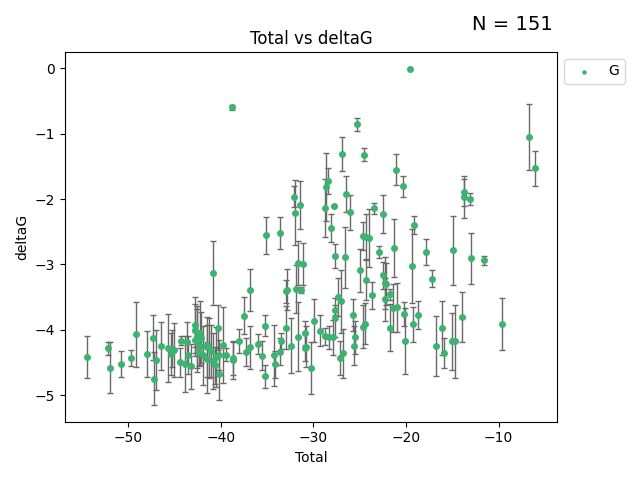 N = 151
Total vs deltaG
G
deltaG
0
−1
−2
−3
−4
−5
−50
−40
−30
−20
−10
Total